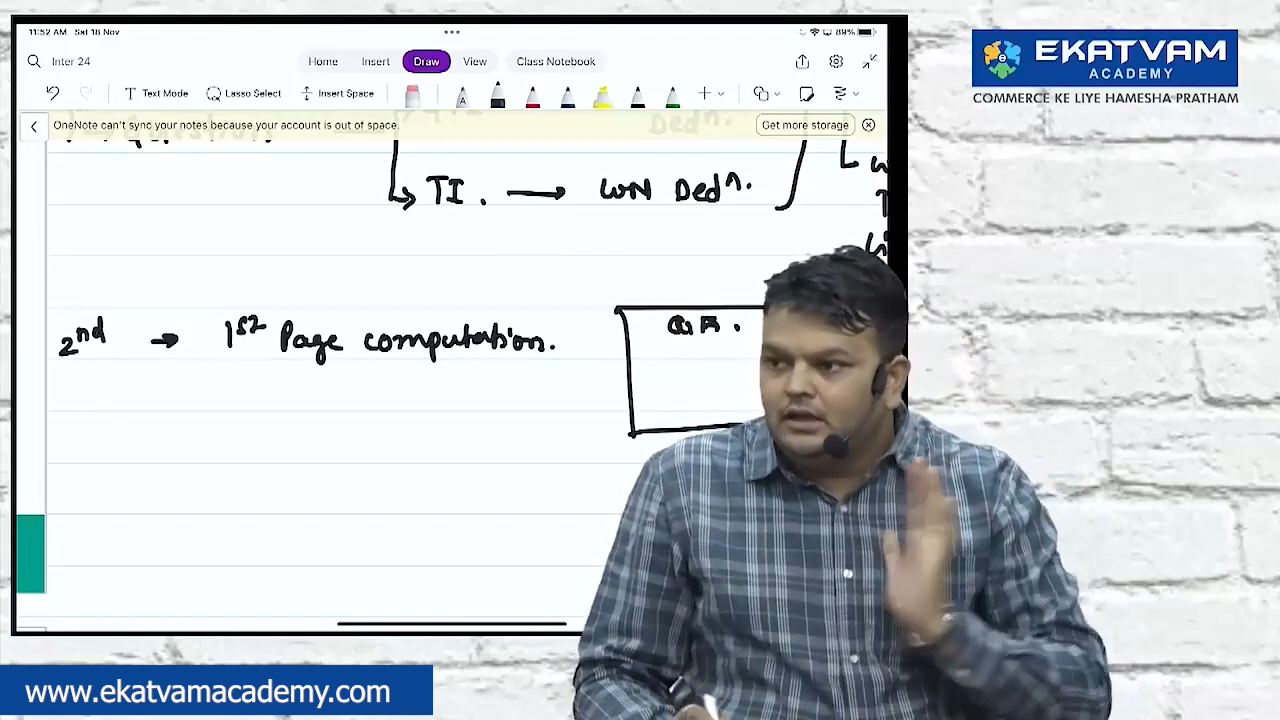 11:52 AM Sat 18 Nov
89%
Inter 24
Home Insert Draw View Class Notebook
Text Mode Lasso Select Insert Space
OneNote can't sync your notes because your account is out of space.
Get more storage
Dedn.
TI. → WN Dedn.
2nd → 1st Page computation.
EKATVAM
ACADEMY
COMMERCE KE LIYE HAMESHA PRATHAM
www.ekatvamacademy.com